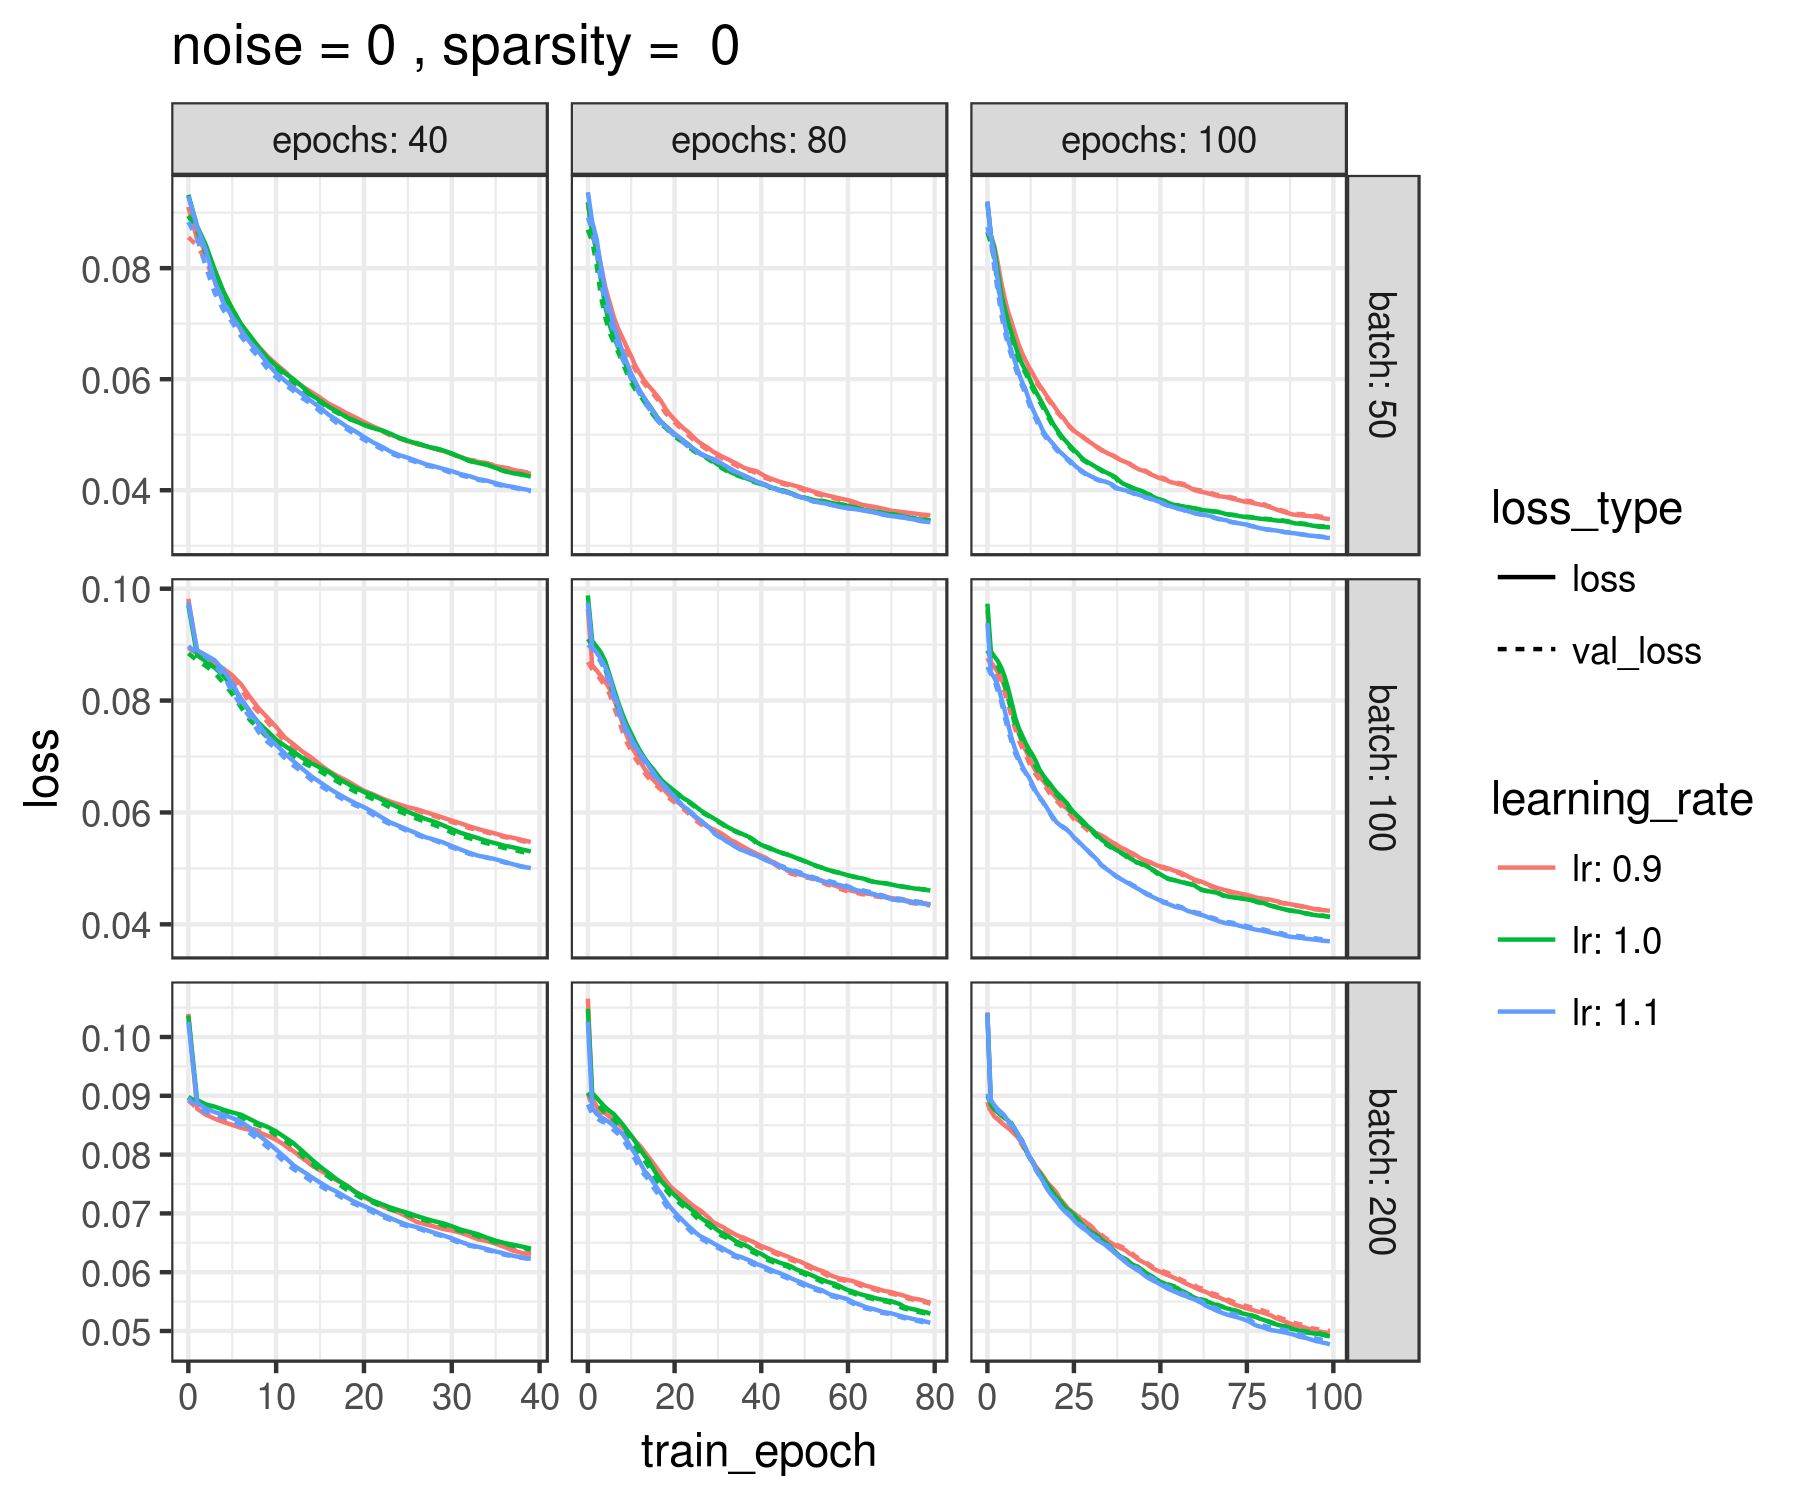 noise = 0 , sparsity =  0
epochs: 40
epochs: 80
epochs: 100
0.08
0.06
0.04
batch: 50
0.10
0.08
0.06
0.04
batch: 100
0.10
0.09
0.08
0.07
0.06
0.05
batch: 200
0 10 20 30 40
0 20 40 60 80
0 25 50 75 100
train_epoch
loss
loss_type
loss
val_loss
learning_rate
lr: 0.9
lr: 1.0
lr: 1.1